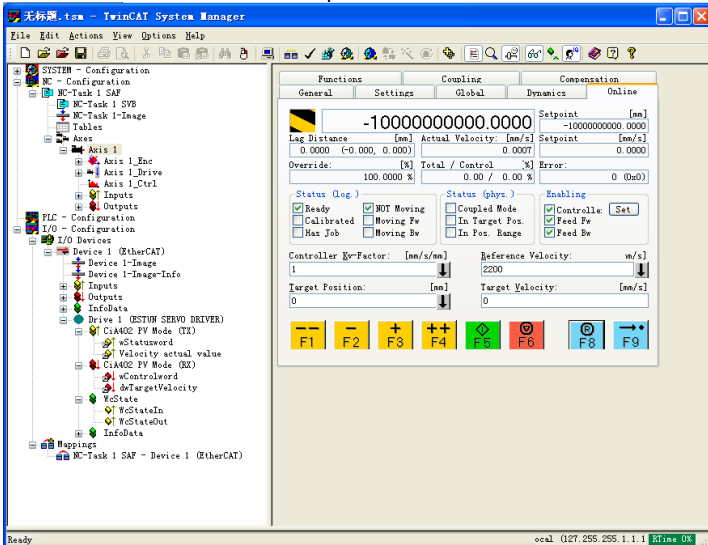 无标题.tsm - TwinCAT System Manager
File Edit Actions View Options Help
SYSTEM - Configuration
NC - Configuration
NC-Task 1 SAF
NC-Task 1 SVB
NC-Task 1-Image
Tables
Axes
Axis 1
Axis 1_Enc
Axis 1_Drive
Axis 1_Ctrl
Inputs
Outputs
PLC - Configuration
I/O - Configuration
I/O Devices
Device 1 (EtherCAT)
Device 1-Image
Device 1-Image-Info
Inputs
Outputs
InfoData
Drive 1 (ESTUN SERVO DRIVER)
CiA402 PV Mode (TX)
wStatusword
Velocity actual value
CiA402 PV Mode (RX)
wControlword
dwTargetVelocity
WcState
WcStateIn
WcStateOut
InfoData
Mappings
NC-Task 1 SAF - Device 1 (EtherCAT)
Functions Coupling Compensation
General Settings Global Dynamics Online
-10000000000.0000
Setpoint [mm]
-10000000000.0000
Lag Distance [mm] Actual Velocity: [mm/s] Setpoint [mm/s]
0.0000 (-0.000, 0.000) 0.0007 0.0000
Override: [%] Total / Control [%] Error:
100.0000 % 0.00 / 0.00 % 0 (0x0)
Status (log.) Status (phys.) Enabling
Ready NOT Moving Coupled Mode Controlle: Set
Calibrated Moving Fw In Target Pos. Feed Fw
Has Job Moving Bw In Pos. Range Feed Bw
Controller Kv-Factor: [mm/s/mm] Reference Velocity: m/s]
1 2200
Target Position: [mm] Target Velocity: [mm/s]
0 0
-- - + ++
F1 F2 F3 F4 F5 F6 F8 F9
Ready ocal (127.255.255.1.1.1 RTime 0%